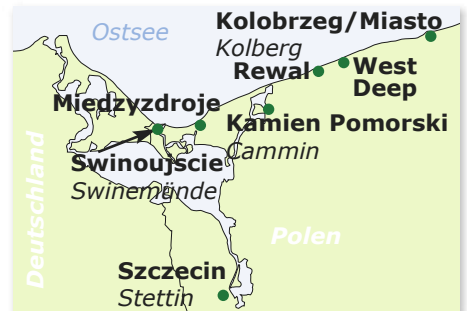 Kolobrzeg/Miasto
Ostsee
Kolberg
Rewal
West
Deep
Miedzyzdroje
Kamien Pomorski
Cammin
Swinoujscie
Swinemünde
Deutschland
Polen
Szczecin
Stettin